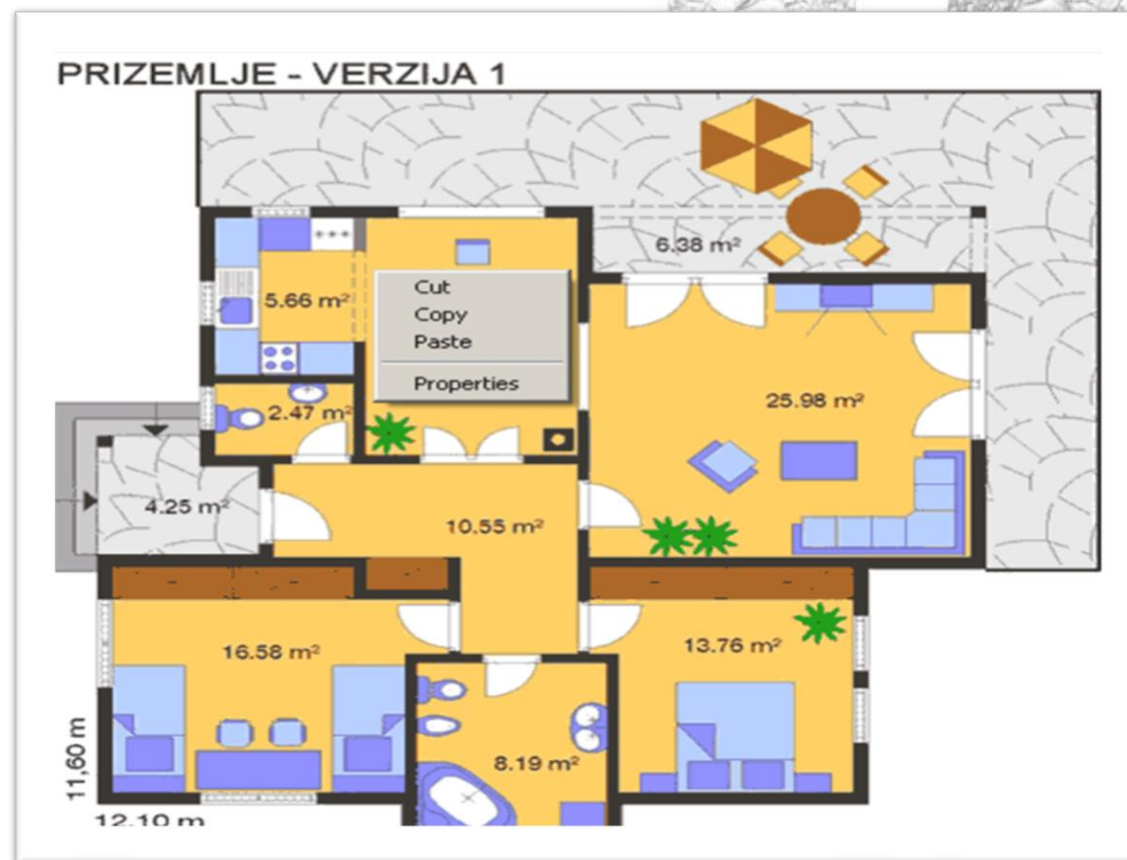 PRIZEMLJE - VERZIJA 1
6.38 m²
Cut
Copy
Paste
Properties
5.66 m²
2.47 m²
25.98 m²
4.25 m²
10.55 m²
16.58 m²
13.76 m²
8.19 m²
11,60 m
12.10 m